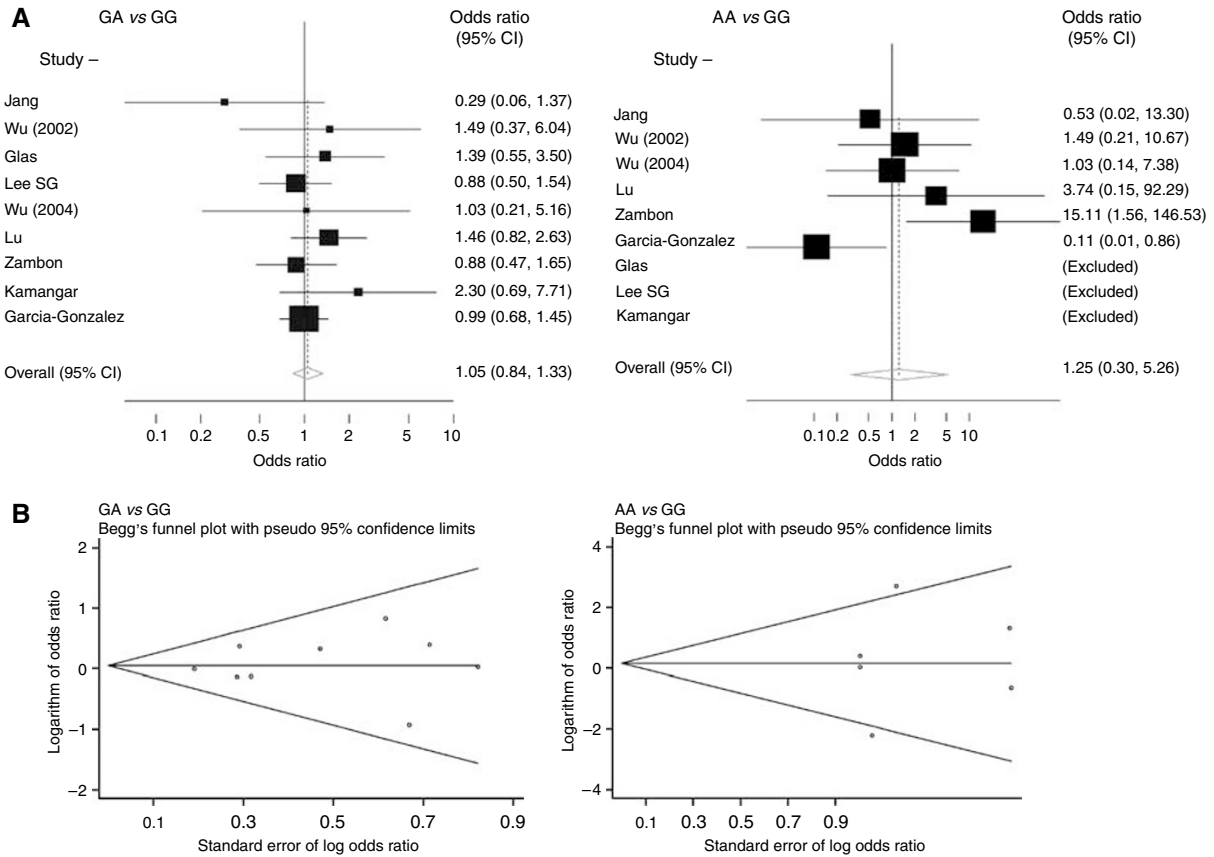 A
GA vs GG
Odds ratio
(95% CI)
Study –
Jang 0.29 (0.06, 1.37)
Wu (2002) 1.49 (0.37, 6.04)
Glas 1.39 (0.55, 3.50)
Lee SG 0.88 (0.50, 1.54)
Wu (2004) 1.03 (0.21, 5.16)
Lu 1.46 (0.82, 2.63)
Zambon 0.88 (0.47, 1.65)
Kamangar 2.30 (0.69, 7.71)
Garcia-Gonzalez 0.99 (0.68, 1.45)
Overall (95% CI) 1.05 (0.84, 1.33)
0.1 0.2 0.5 1 2 5 10
Odds ratio
AA vs GG
Odds ratio
(95% CI)
Study –
Jang 0.53 (0.02, 13.30)
Wu (2002) 1.49 (0.21, 10.67)
Wu (2004) 1.03 (0.14, 7.38)
Lu 3.74 (0.15, 92.29)
Zambon 15.11 (1.56, 146.53)
Garcia-Gonzalez 0.11 (0.01, 0.86)
Glas (Excluded)
Lee SG (Excluded)
Kamangar (Excluded)
Overall (95% CI) 1.25 (0.30, 5.26)
0.1 0.2 0.5 1 2 5 10
Odds ratio
B
GA vs GG
Begg's funnel plot with pseudo 95% confidence limits
Logarithm of odds ratio
2
1
0
–1
–2
0.1 0.3 0.5 0.7 0.9
Standard error of log odds ratio
AA vs GG
Begg's funnel plot with pseudo 95% confidence limits
Logarithm of odds ratio
4
2
0
–2
–4
0.1 0.3 0.5 0.7 0.9
Standard error of log odds ratio